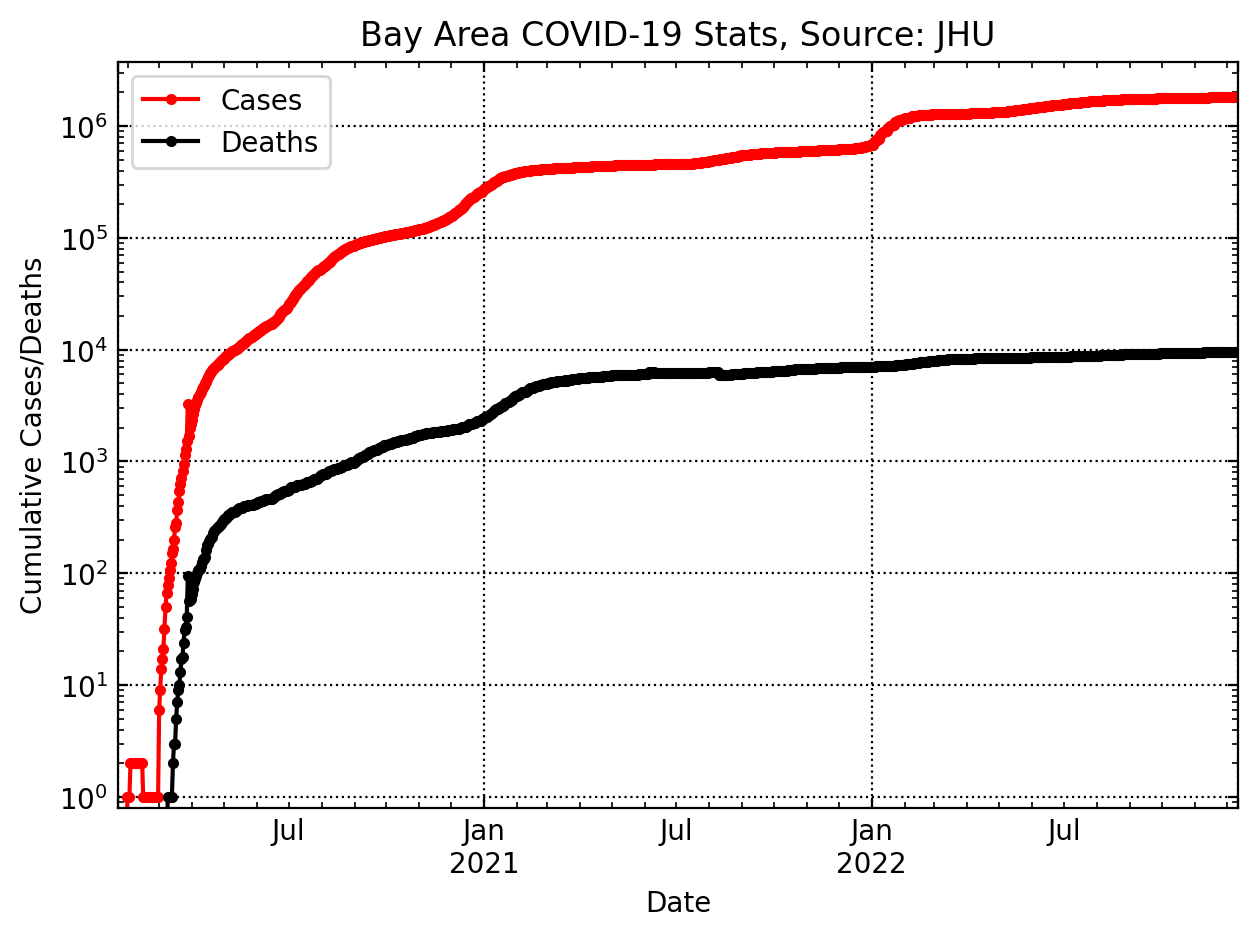 Bay Area COVID-19 Stats, Source: JHU
Cases
Deaths
10⁶
10⁵
10⁴
10³
10²
10¹
10⁰
Cumulative Cases/Deaths
Jul Jan Jul Jan Jul
2021 2022
Date